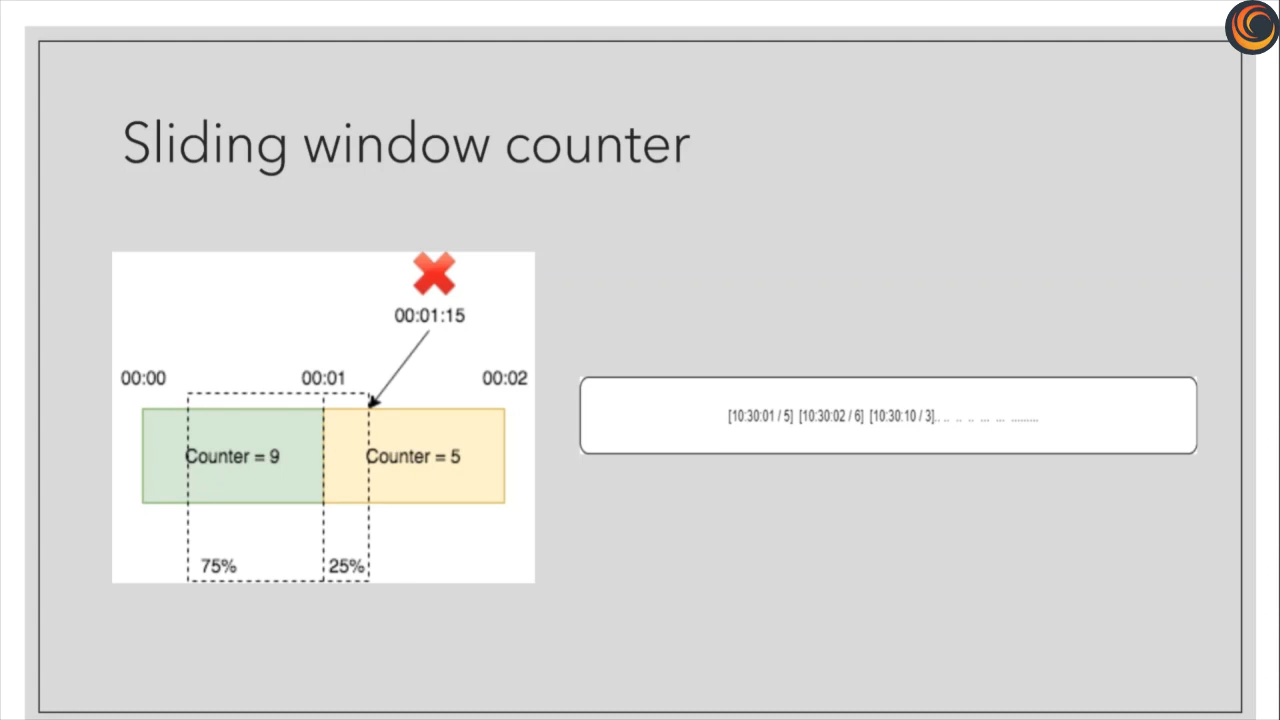 Sliding window counter
00:01:15
00:00 00:01 00:02
Counter = 9 Counter = 5
75% 25%
[10:30:01 / 5] [10:30:02 / 6] [10:30:10 / 3].. .. .. .. ... ... .........